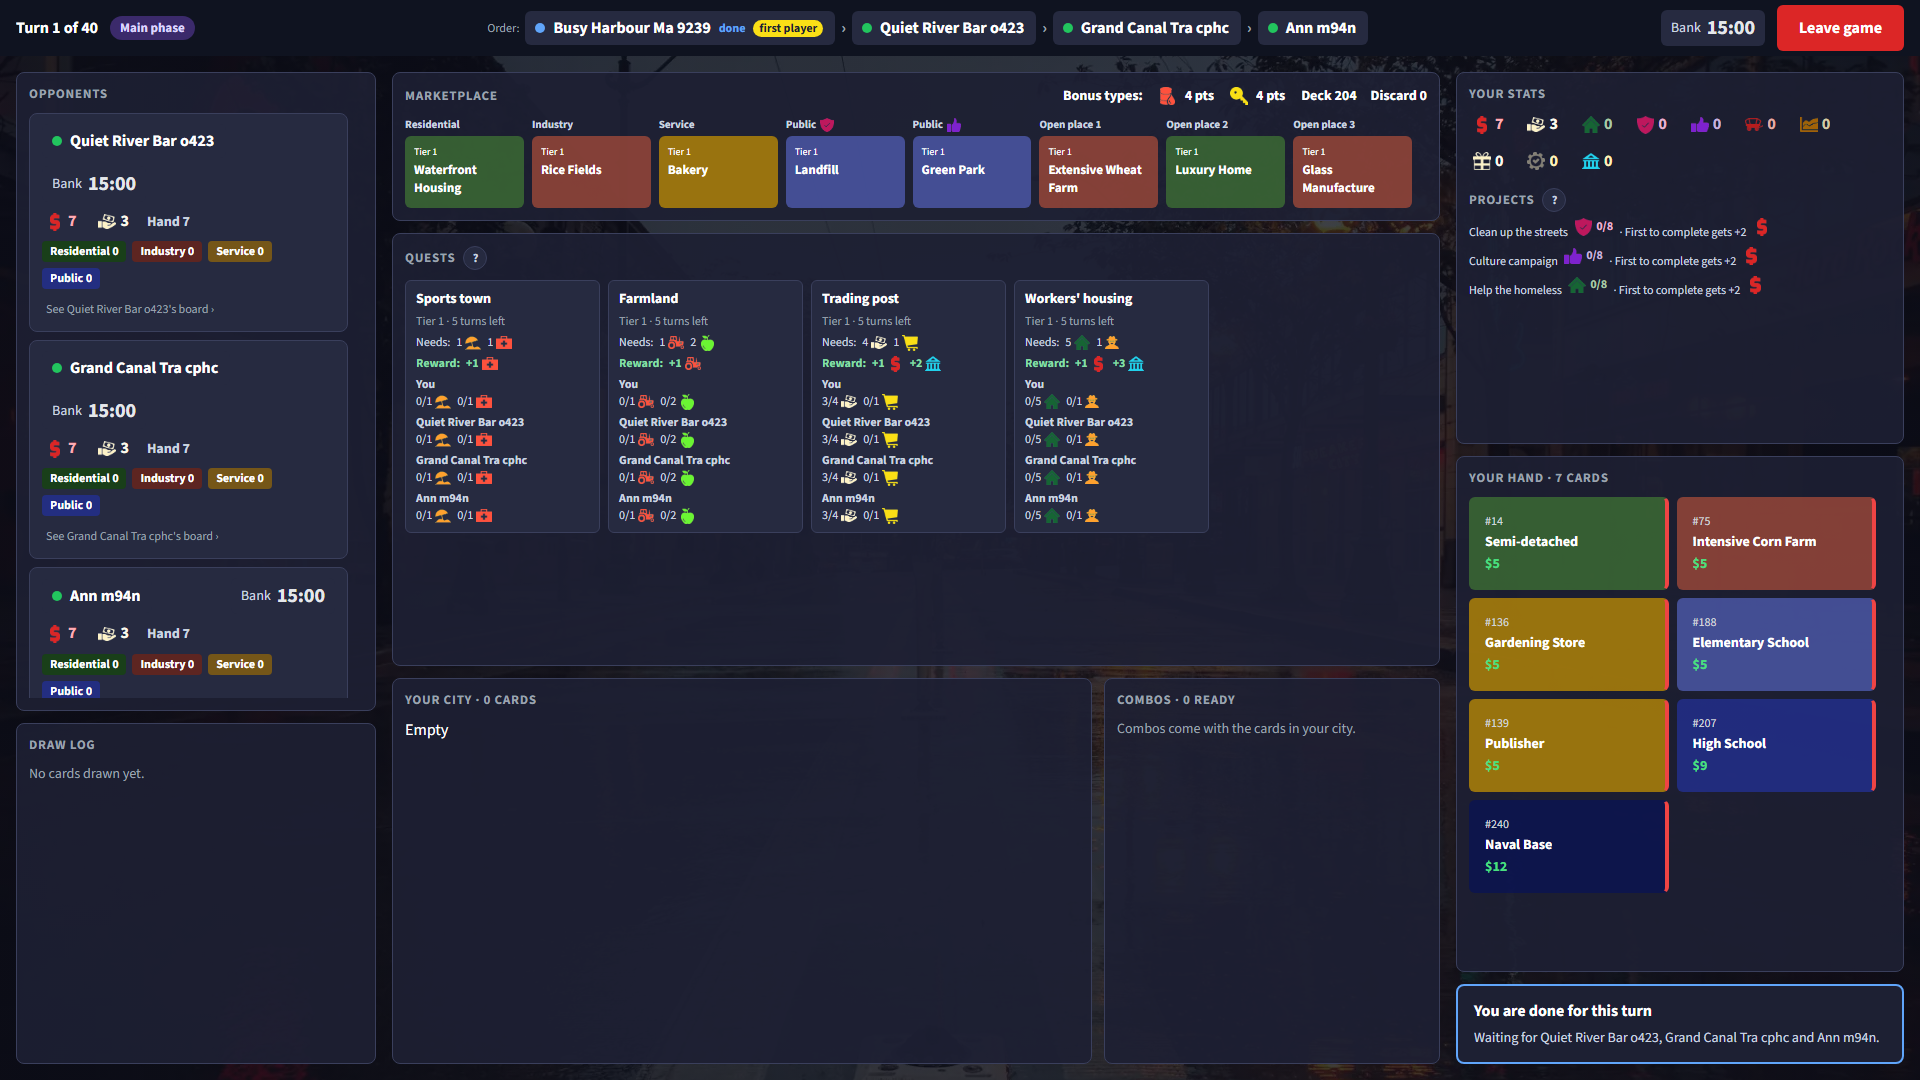 Turn 1 of 40 Main phase
Order: Busy Harbour Ma 9239 done first player › Quiet River Bar o423 › Grand Canal Tra cphc › Ann m94n
Bank 15:00 Leave game
OPPONENTS
Quiet River Bar o423
Bank 15:00
$ 7 3 Hand 7
Residential 0 Industry 0 Service 0
Public 0
See Quiet River Bar o423's board ›
Grand Canal Tra cphc
Bank 15:00
$ 7 3 Hand 7
Residential 0 Industry 0 Service 0
Public 0
See Grand Canal Tra cphc's board ›
Ann m94n Bank 15:00
$ 7 3 Hand 7
Residential 0 Industry 0 Service 0
Public 0
DRAW LOG
No cards drawn yet.
MARKETPLACE
Bonus types: 4 pts 4 pts Deck 204 Discard 0
Residential Industry Service Public Public Open place 1 Open place 2 Open place 3
Tier 1
Waterfront
Housing
Tier 1
Rice Fields
Tier 1
Bakery
Tier 1
Landfill
Tier 1
Green Park
Tier 1
Extensive Wheat
Farm
Tier 1
Luxury Home
Tier 1
Glass
Manufacture
QUESTS ?
Sports town
Tier 1 · 5 turns left
Needs: 1 1
Reward: +1
You
0/1 0/1
Quiet River Bar o423
0/1 0/1
Grand Canal Tra cphc
0/1 0/1
Ann m94n
0/1 0/1
Farmland
Tier 1 · 5 turns left
Needs: 1 2
Reward: +1
You
0/1 0/2
Quiet River Bar o423
0/1 0/2
Grand Canal Tra cphc
0/1 0/2
Ann m94n
0/1 0/2
Trading post
Tier 1 · 5 turns left
Needs: 4 1
Reward: +1 $ +2
You
3/4 0/1
Quiet River Bar o423
3/4 0/1
Grand Canal Tra cphc
3/4 0/1
Ann m94n
3/4 0/1
Workers' housing
Tier 1 · 5 turns left
Needs: 5 1
Reward: +1 $ +3
You
0/5 0/1
Quiet River Bar o423
0/5 0/1
Grand Canal Tra cphc
0/5 0/1
Ann m94n
0/5 0/1
YOUR CITY · 0 CARDS
Empty
COMBOS · 0 READY
Combos come with the cards in your city.
YOUR STATS
$ 7 3 0 0 0 0 0
0 0 0
PROJECTS ?
Clean up the streets 0/8 · First to complete gets +2 $
Culture campaign 0/8 · First to complete gets +2 $
Help the homeless 0/8 · First to complete gets +2 $
YOUR HAND · 7 CARDS
#14
Semi-detached
$5
#75
Intensive Corn Farm
$5
#136
Gardening Store
$5
#188
Elementary School
$5
#139
Publisher
$5
#207
High School
$9
#240
Naval Base
$12
You are done for this turn
Waiting for Quiet River Bar o423, Grand Canal Tra cphc and Ann m94n.